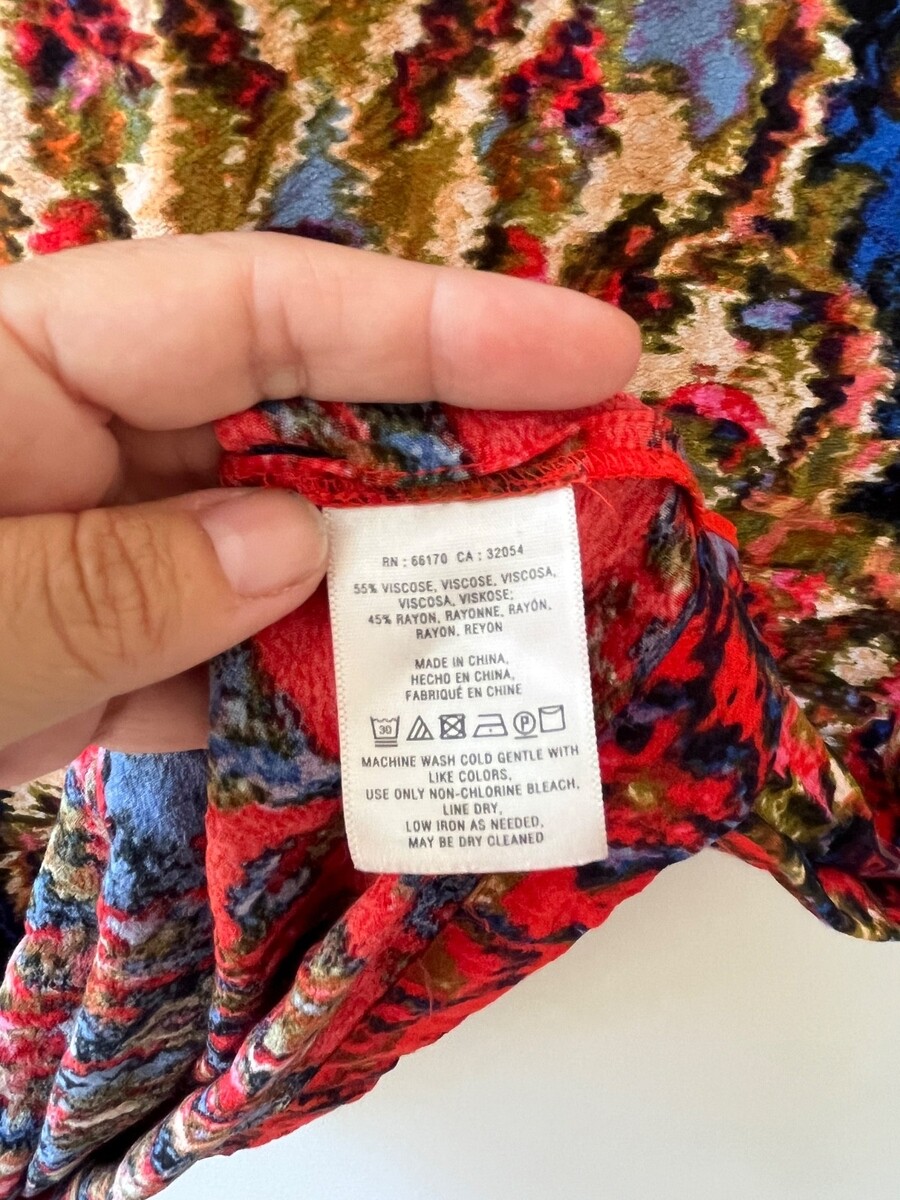 RN : 66170 CA : 32054
55% VISCOSE, VISCOSE, VISCOSA,
VISCOSA, VISKOSE;
45% RAYON, RAYONNE, RAYÓN,
RAYON, REYON
MADE IN CHINA,
HECHO EN CHINA,
FABRIQUÉ EN CHINE
30 P
MACHINE WASH COLD GENTLE WITH
LIKE COLORS,
USE ONLY NON-CHLORINE BLEACH,
LINE DRY,
LOW IRON AS NEEDED,
MAY BE DRY CLEANED